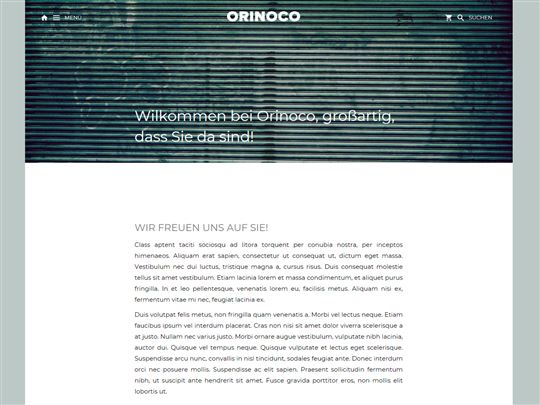 MENÜ
ORINOCO
SUCHEN
Wilkommen bei Orinoco, großartig,
dass Sie da sind!
WIR FREUEN UNS AUF SIE!
Class aptent taciti sociosqu ad litora torquent per conubia nostra, per inceptos
himenaeos. Aliquam erat sapien, consectetur ut consequat ut, dictum eget massa.
Vestibulum nec dui luctus, tristique magna a, cursus risus. Duis consequat molestie
tellus sit amet vestibulum. Etiam lacinia lorem et massa condimentum, et aliquet purus
fringilla. In et leo pellentesque, venenatis lorem eu, facilisis metus. Aliquam nisi ex,
fermentum vitae mi nec, feugiat lacinia ex.
Duis volutpat felis metus, non fringilla quam venenatis a. Morbi vel lectus neque. Etiam
faucibus ipsum vel interdum placerat. Cras non nisi sit amet dolor viverra scelerisque a
at justo. Nullam nec varius justo. Morbi ornare augue vestibulum, vulputate nibh lacinia,
auctor dui. Quisque vel tempus neque. Quisque vulputate et lectus eget scelerisque.
Suspendisse arcu nunc, convallis in nisi tincidunt, sodales feugiat ante. Donec interdum
orci nec posuere mollis. Suspendisse ac elit sapien. Praesent sollicitudin fermentum
nibh, ut suscipit ante hendrerit sit amet. Fusce gravida porttitor eros, non mollis elit
lobortis ut.